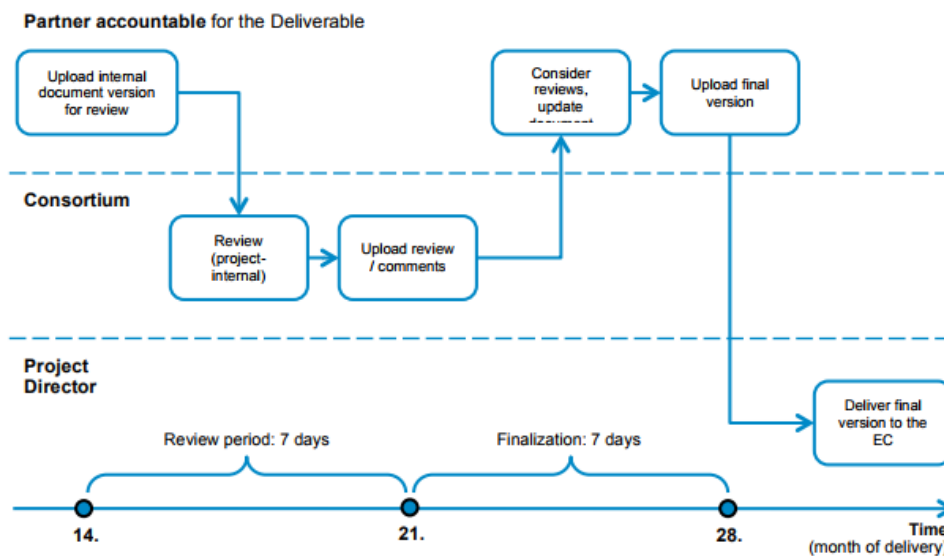 Partner accountable for the Deliverable
Upload internal
document version
for review
Consider
reviews,
update
document
Upload final
version
Consortium
Review
(project-
internal)
Upload review
/ comments
Project
Director
Deliver final
version to the
EC
Review period: 7 days
Finalization: 7 days
14.
21.
28.
Time
(month of delivery)